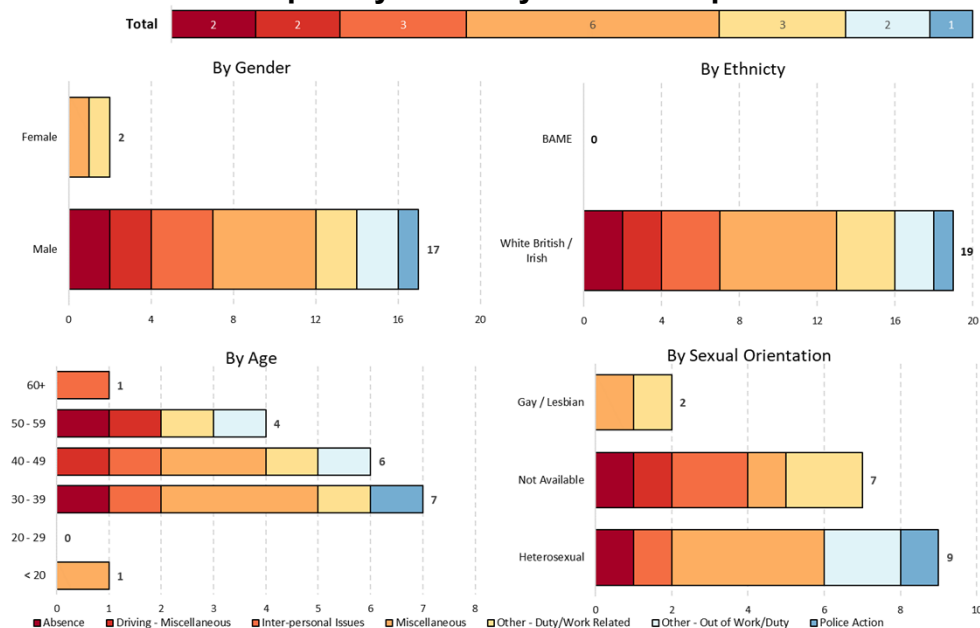 Total 2 2 3 6 3 2 1
By Gender
Female 2
Male 17
0 4 8 12 16 20
By Ethnicty
BAME 0
White British /
Irish 19
0 4 8 12 16 20
By Age
60+ 1
50 - 59 4
40 - 49 6
30 - 39 7
20 - 29 0
< 20 1
0 1 2 3 4 5 6 7 8
By Sexual Orientation
Gay / Lesbian 2
Not Available 7
Heterosexual 9
0 2 4 6 8 10
Absence Driving - Miscellaneous Inter-personal Issues Miscellaneous Other - Duty/Work Related Other - Out of Work/Duty Police Action